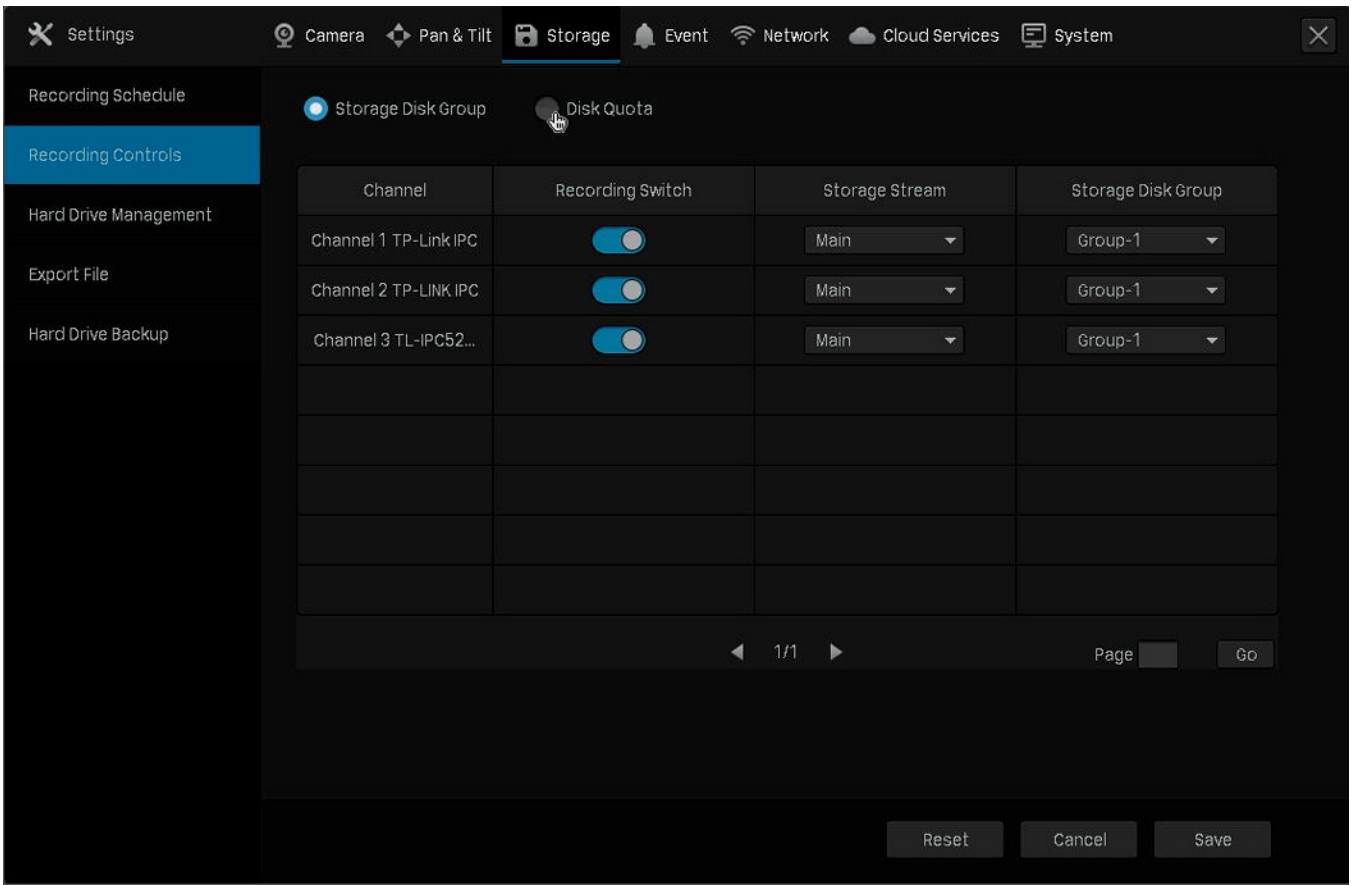 Settings Camera Pan & Tilt Storage Event Network Cloud Services System
Recording Schedule
Recording Controls
Hard Drive Management
Export File
Hard Drive Backup
Storage Disk Group Disk Quota
Channel Recording Switch Storage Stream Storage Disk Group
Channel 1 TP-Link IPC Main Group-1
Channel 2 TP-LINK IPC Main Group-1
Channel 3 TL-IPC52... Main Group-1
1/1 Page Go
Reset Cancel Save